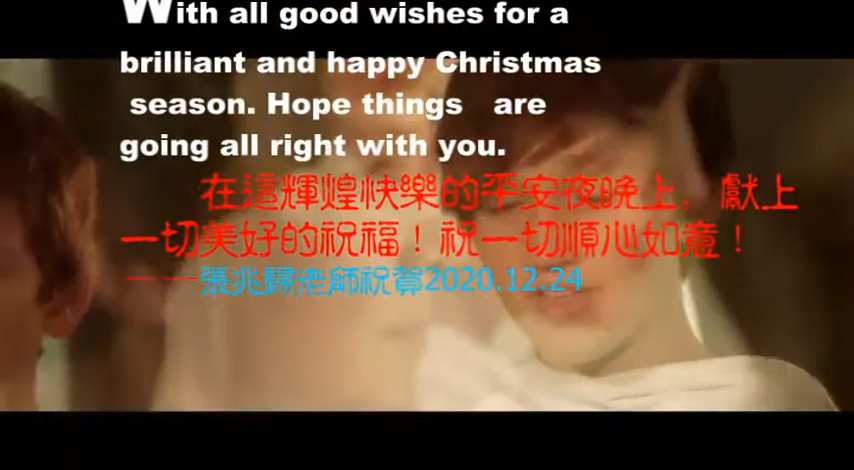 With all good wishes for a
brilliant and happy Christmas
season. Hope things are
going all right with you.
在這輝煌快樂的平安夜晚上，獻上
一切美好的祝福！祝一切順心如意！
——張兆歸老師祝賀2020.12.24